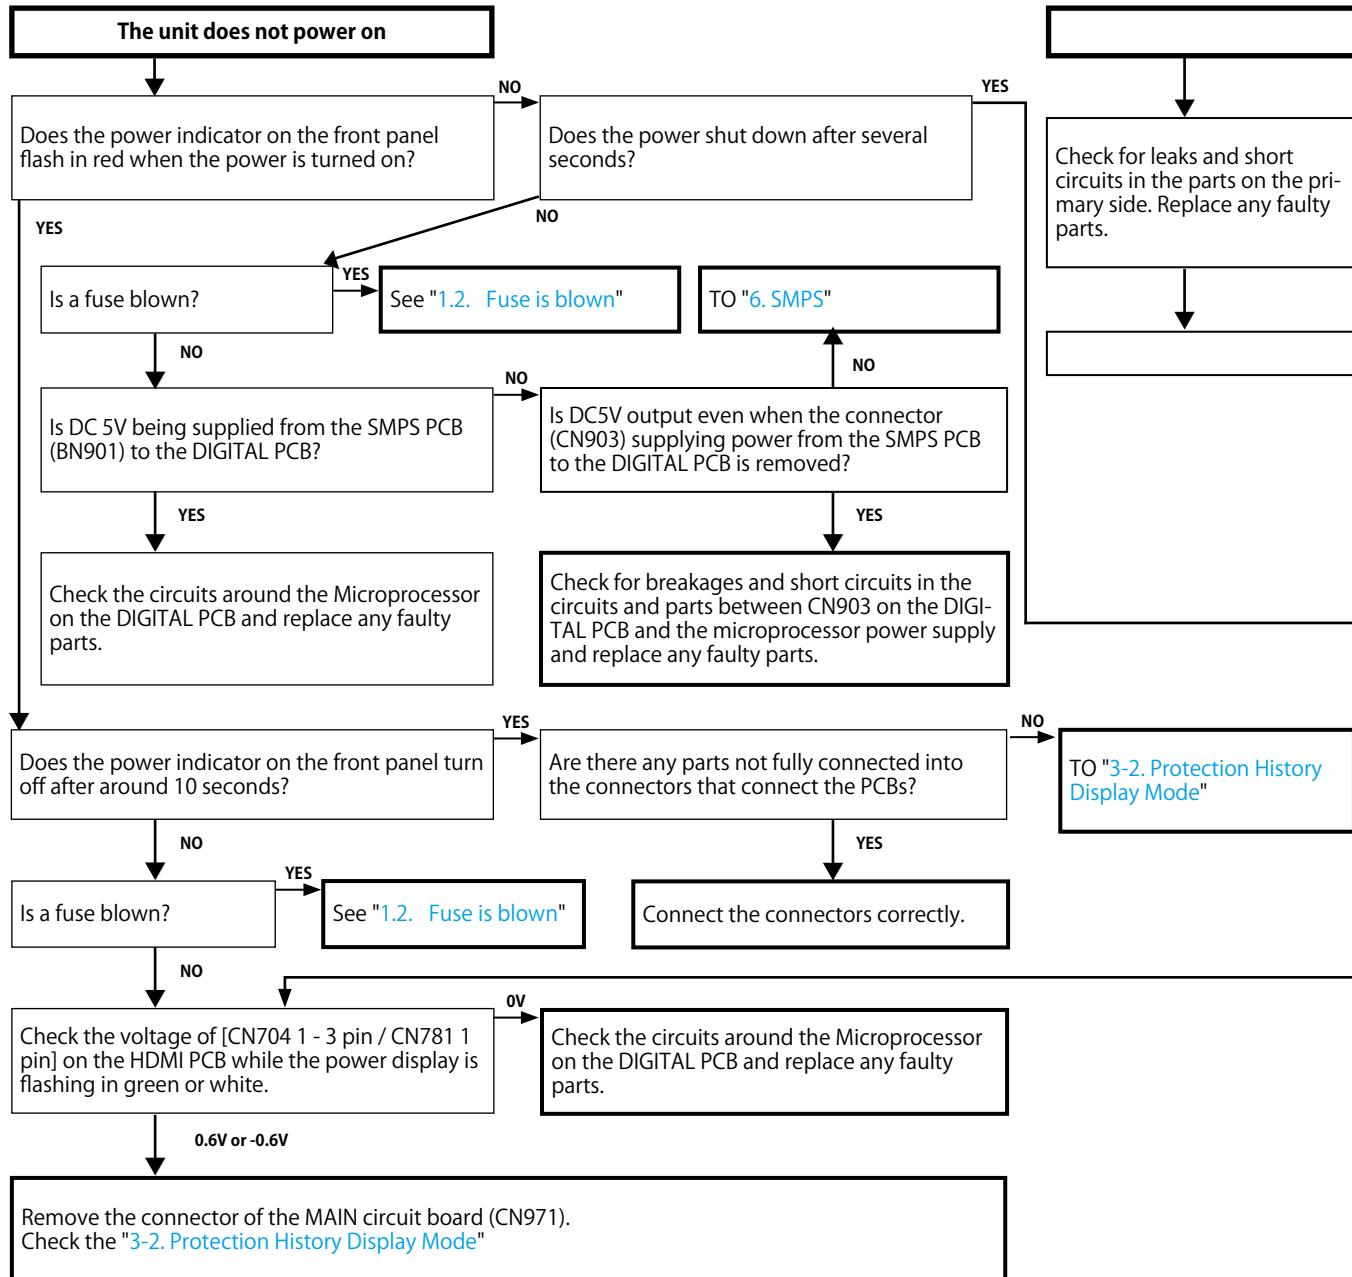 The unit does not power on
NO
YES
Does the power indicator on the front panel
flash in red when the power is turned on?
Does the power shut down after several
seconds?
Check for leaks and short
circuits in the parts on the pri-
mary side. Replace any faulty
parts.
YES
NO
Is a fuse blown?
YES
See "1.2. Fuse is blown"
TO "6. SMPS"
NO
NO
NO
Is DC 5V being supplied from the SMPS PCB
(BN901) to the DIGITAL PCB?
Is DC5V output even when the connector
(CN903) supplying power from the SMPS PCB
to the DIGITAL PCB is removed?
YES
YES
Check the circuits around the Microprocessor
on the DIGITAL PCB and replace any faulty
parts.
Check for breakages and short circuits in the
circuits and parts between CN903 on the DIGI-
TAL PCB and the microprocessor power supply
and replace any faulty parts.
YES
NO
Does the power indicator on the front panel turn
off after around 10 seconds?
Are there any parts not fully connected into
the connectors that connect the PCBs?
TO "3-2. Protection History
Display Mode"
NO
YES
Is a fuse blown?
YES
See "1.2. Fuse is blown"
Connect the connectors correctly.
NO
0V
Check the voltage of [CN704 1 - 3 pin / CN781 1
pin] on the HDMI PCB while the power display is
flashing in green or white.
Check the circuits around the Microprocessor
on the DIGITAL PCB and replace any faulty
parts.
0.6V or -0.6V
Remove the connector of the MAIN circuit board (CN971).
Check the "3-2. Protection History Display Mode"